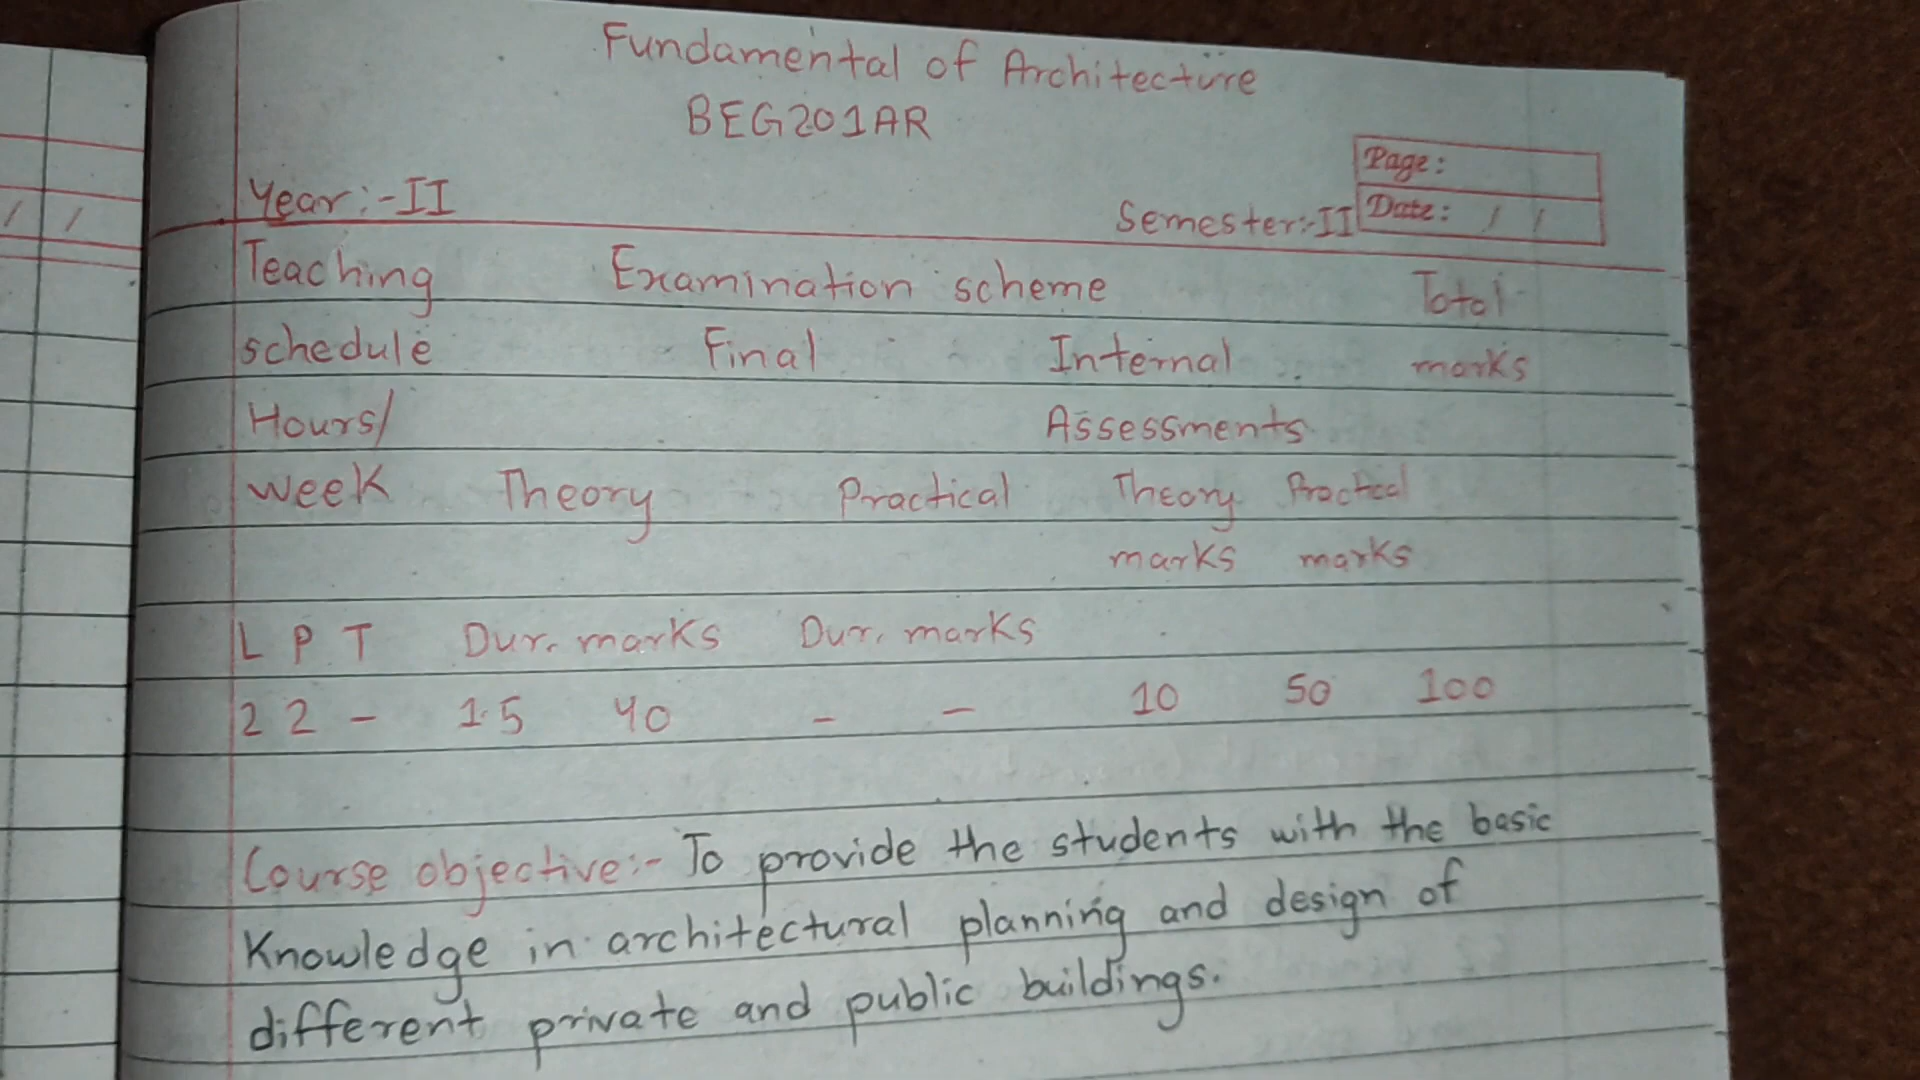 Fundamental of Architecture
BEG201AR
Page:
Year:-II
Semester:-II Date: / /
/ /
Teaching Examination scheme Total
schedule Final Internal marks
Hours/ Assessments
week Theory Practical Theory Practical
marks marks
L P T Dur. marks Dur. marks
2 2 - 1.5 40 - - 10 50 100
Course objective:- To provide the students with the basic
Knowledge in architectural planning and design of
different private and public buildings.